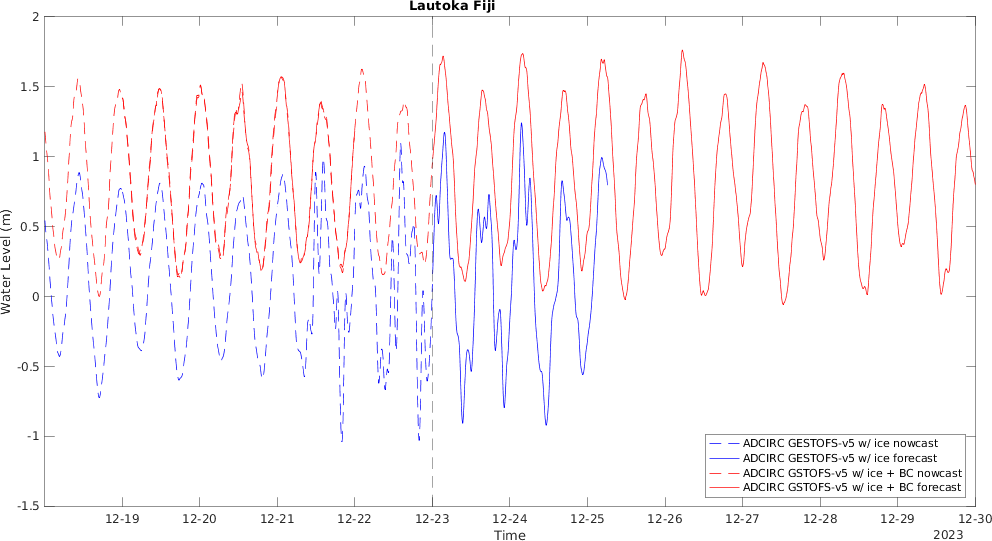 Lautoka Fiji
2
1.5
1
0.5
0
-0.5
-1
-1.5
Water Level (m)
ADCIRC GESTOFS-v5 w/ ice nowcast
ADCIRC GESTOFS-v5 w/ ice forecast
ADCIRC GSTOFS-v5 w/ ice + BC nowcast
ADCIRC GSTOFS-v5 w/ ice + BC forecast
12-19 12-20 12-21 12-22 12-23 12-24 12-25 12-26 12-27 12-28 12-29 12-30
Time
2023